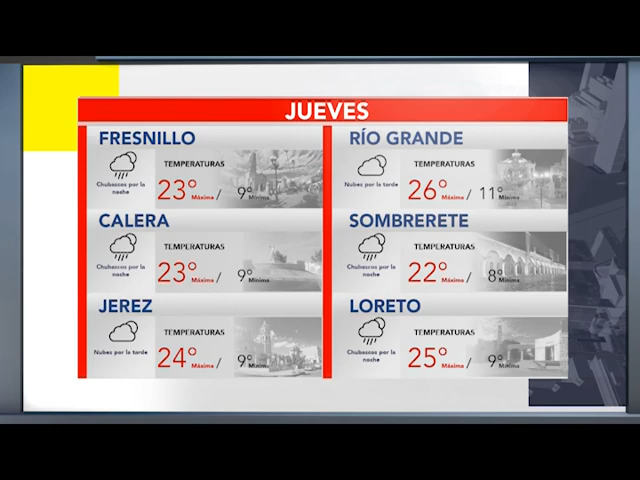 JUEVES
FRESNILLO
TEMPERATURAS
Chubascos por la
noche
23° Máxima / 9° Mínima
CALERA
TEMPERATURAS
Chubascos por la
noche
23° Máxima / 9° Mínima
JEREZ
TEMPERATURAS
Nubes por la tarde
24° Máxima / 9° Mínima
RÍO GRANDE
TEMPERATURAS
Nubes por la tarde
26° Máxima / 11° Mínima
SOMBRERETE
TEMPERATURAS
Chubascos por la
noche
22° Máxima / 8° Mínima
LORETO
TEMPERATURAS
Chubascos por la
noche
25° Máxima / 9° Mínima